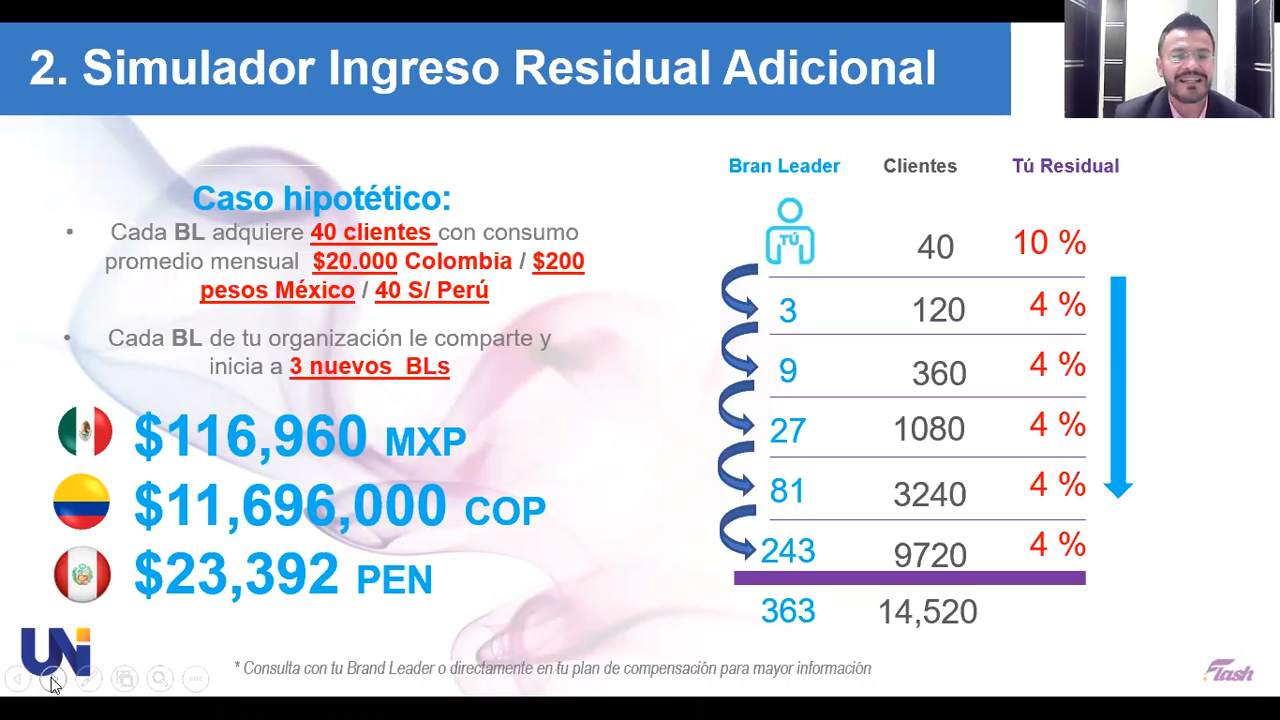 2. Simulador Ingreso Residual Adicional
Caso hipotético:
• Cada BL adquiere 40 clientes con consumo
promedio mensual $20.000 Colombia / $200
pesos México / 40 S/ Perú
• Cada BL de tu organización le comparte y
inicia a 3 nuevos BLs
$116,960 MXP
$11,696,000 COP
$23,392 PEN
Bran Leader Clientes Tú Residual
TÚ 40 10 %
3 120 4 %
9 360 4 %
27 1080 4 %
81 3240 4 %
243 9720 4 %
363 14,520
UNi
* Consulta con tu Brand Leader o directamente en tu plan de compensación para mayor información
Flash